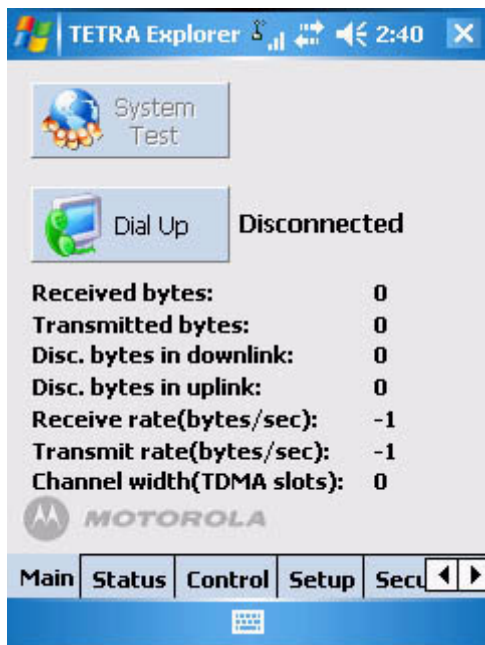 TETRA Explorer 2:40
System
Test
Dial Up Disconnected
Received bytes: 0
Transmitted bytes: 0
Disc. bytes in downlink: 0
Disc. bytes in uplink: 0
Receive rate(bytes/sec): -1
Transmit rate(bytes/sec): -1
Channel width(TDMA slots): 0
MOTOROLA
Main Status Control Setup Secu